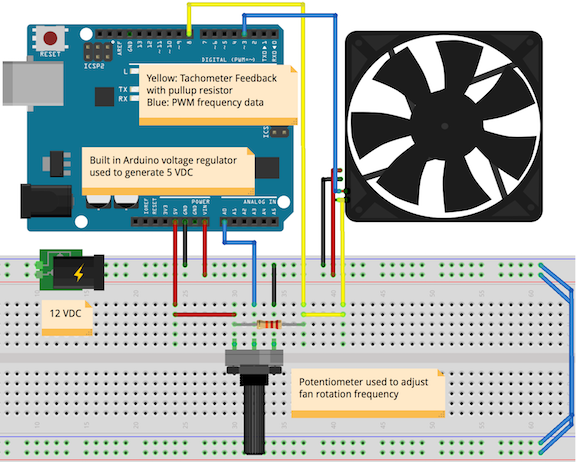 RESET
ICSP2
AREF
GND
13
12
11
10
9
8
7
6
5
4
3
2
TX▸1
RX◂0
DIGITAL (PWM~)
L
TX
RX
Yellow: Tachometer Feedback
with pullup resistor
Blue: PWM frequency data
ICS
Built in Arduino voltage regulator
used to generate 5 VDC
POWER
ANALOG IN
IOREF
RESET
3V3
5V
GND
VIN
A0
A1
A2
A3
A4
A5
12 VDC
Potentiometer used to adjust
fan rotation frequency